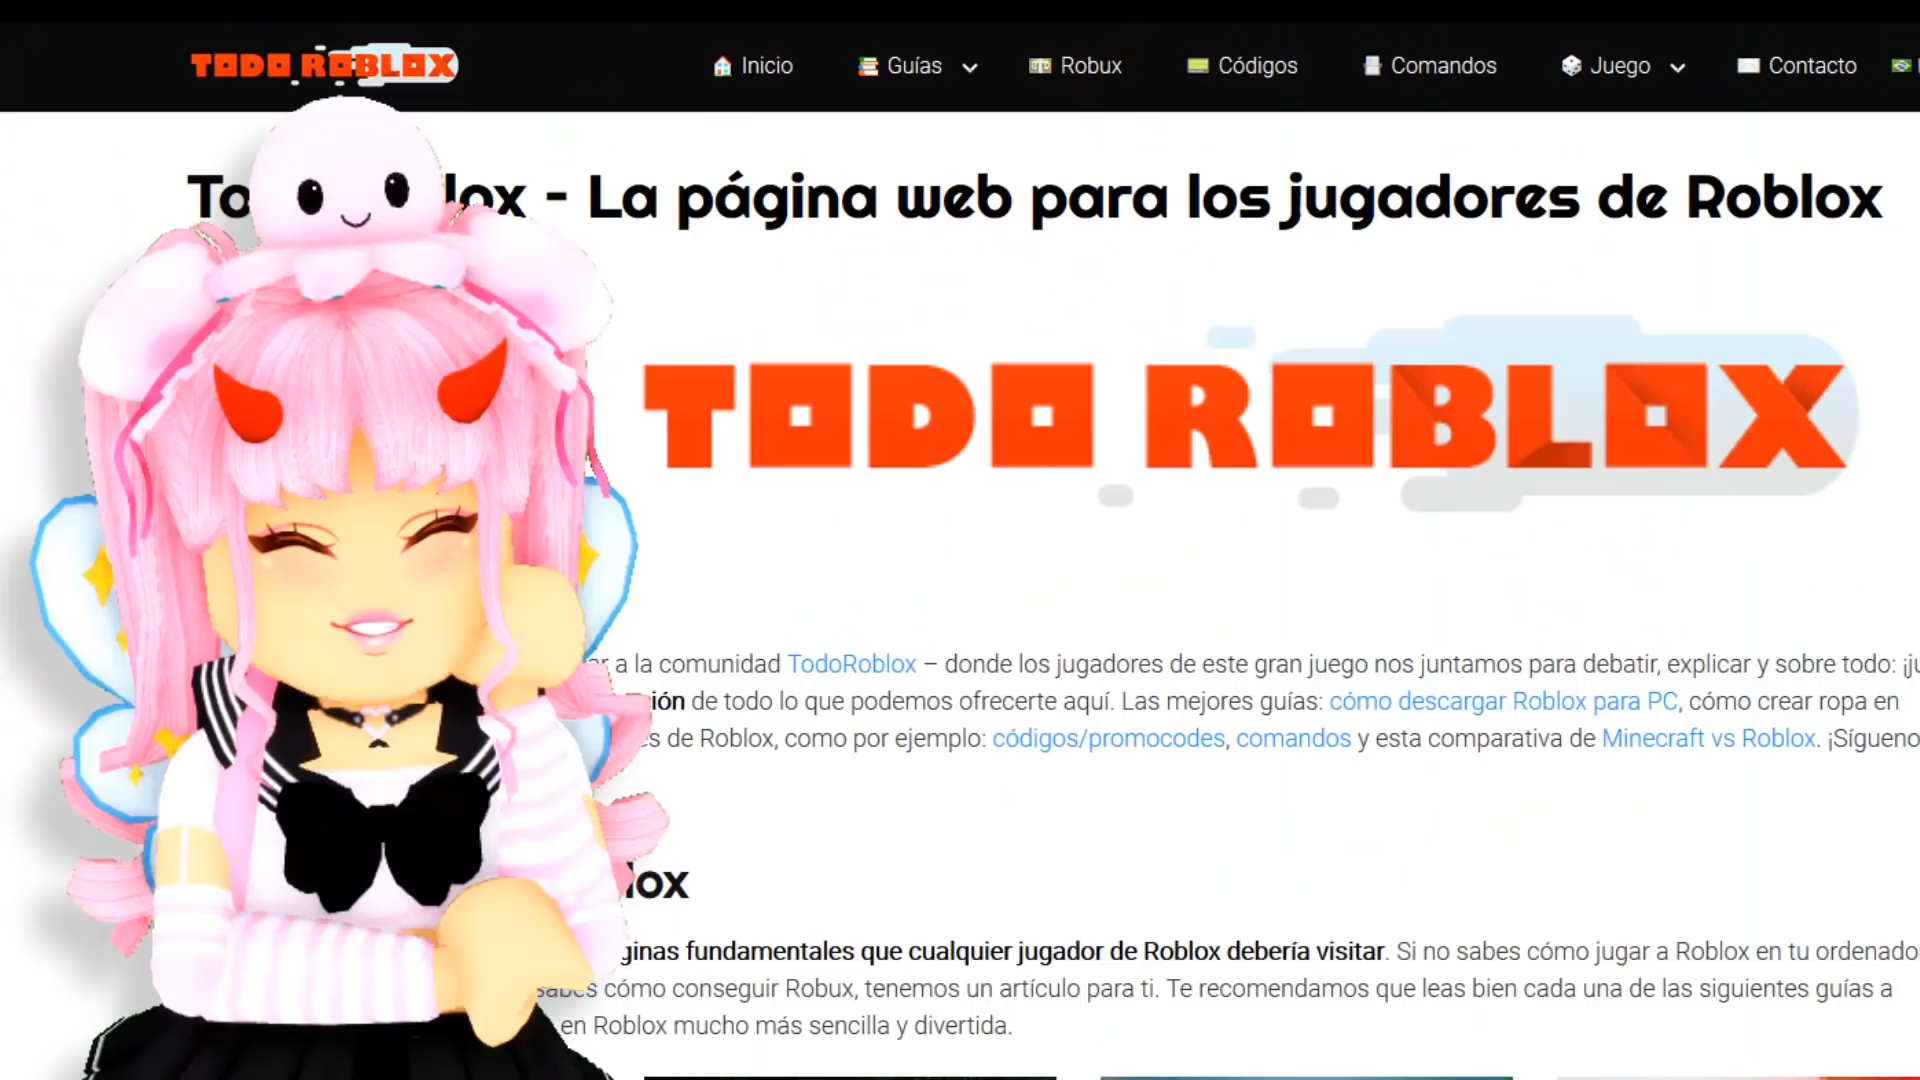 TODO ROBLOX
Inicio Guías Robux Códigos Comandos Juego Contacto
- La página web para los jugadores de Roblox
TODO ROBLOX
a la comunidad TodoRoblox – donde los jugadores de este gran juego nos juntamos para debatir, explicar y sobre todo:
de todo lo que podemos ofrecerte aquí. Las mejores guías: cómo descargar Roblox para PC, cómo crear ropa en
de Roblox, como por ejemplo: códigos/promocodes, comandos y esta comparativa de Minecraft vs Roblox.
lox
ginas fundamentales que cualquier jugador de Roblox debería visitar. Si no sabes cómo jugar a Roblox en tu
sabes cómo conseguir Robux, tenemos un artículo para ti. Te recomendamos que leas bien cada una de las siguientes guías a
en Roblox mucho más sencilla y divertida.